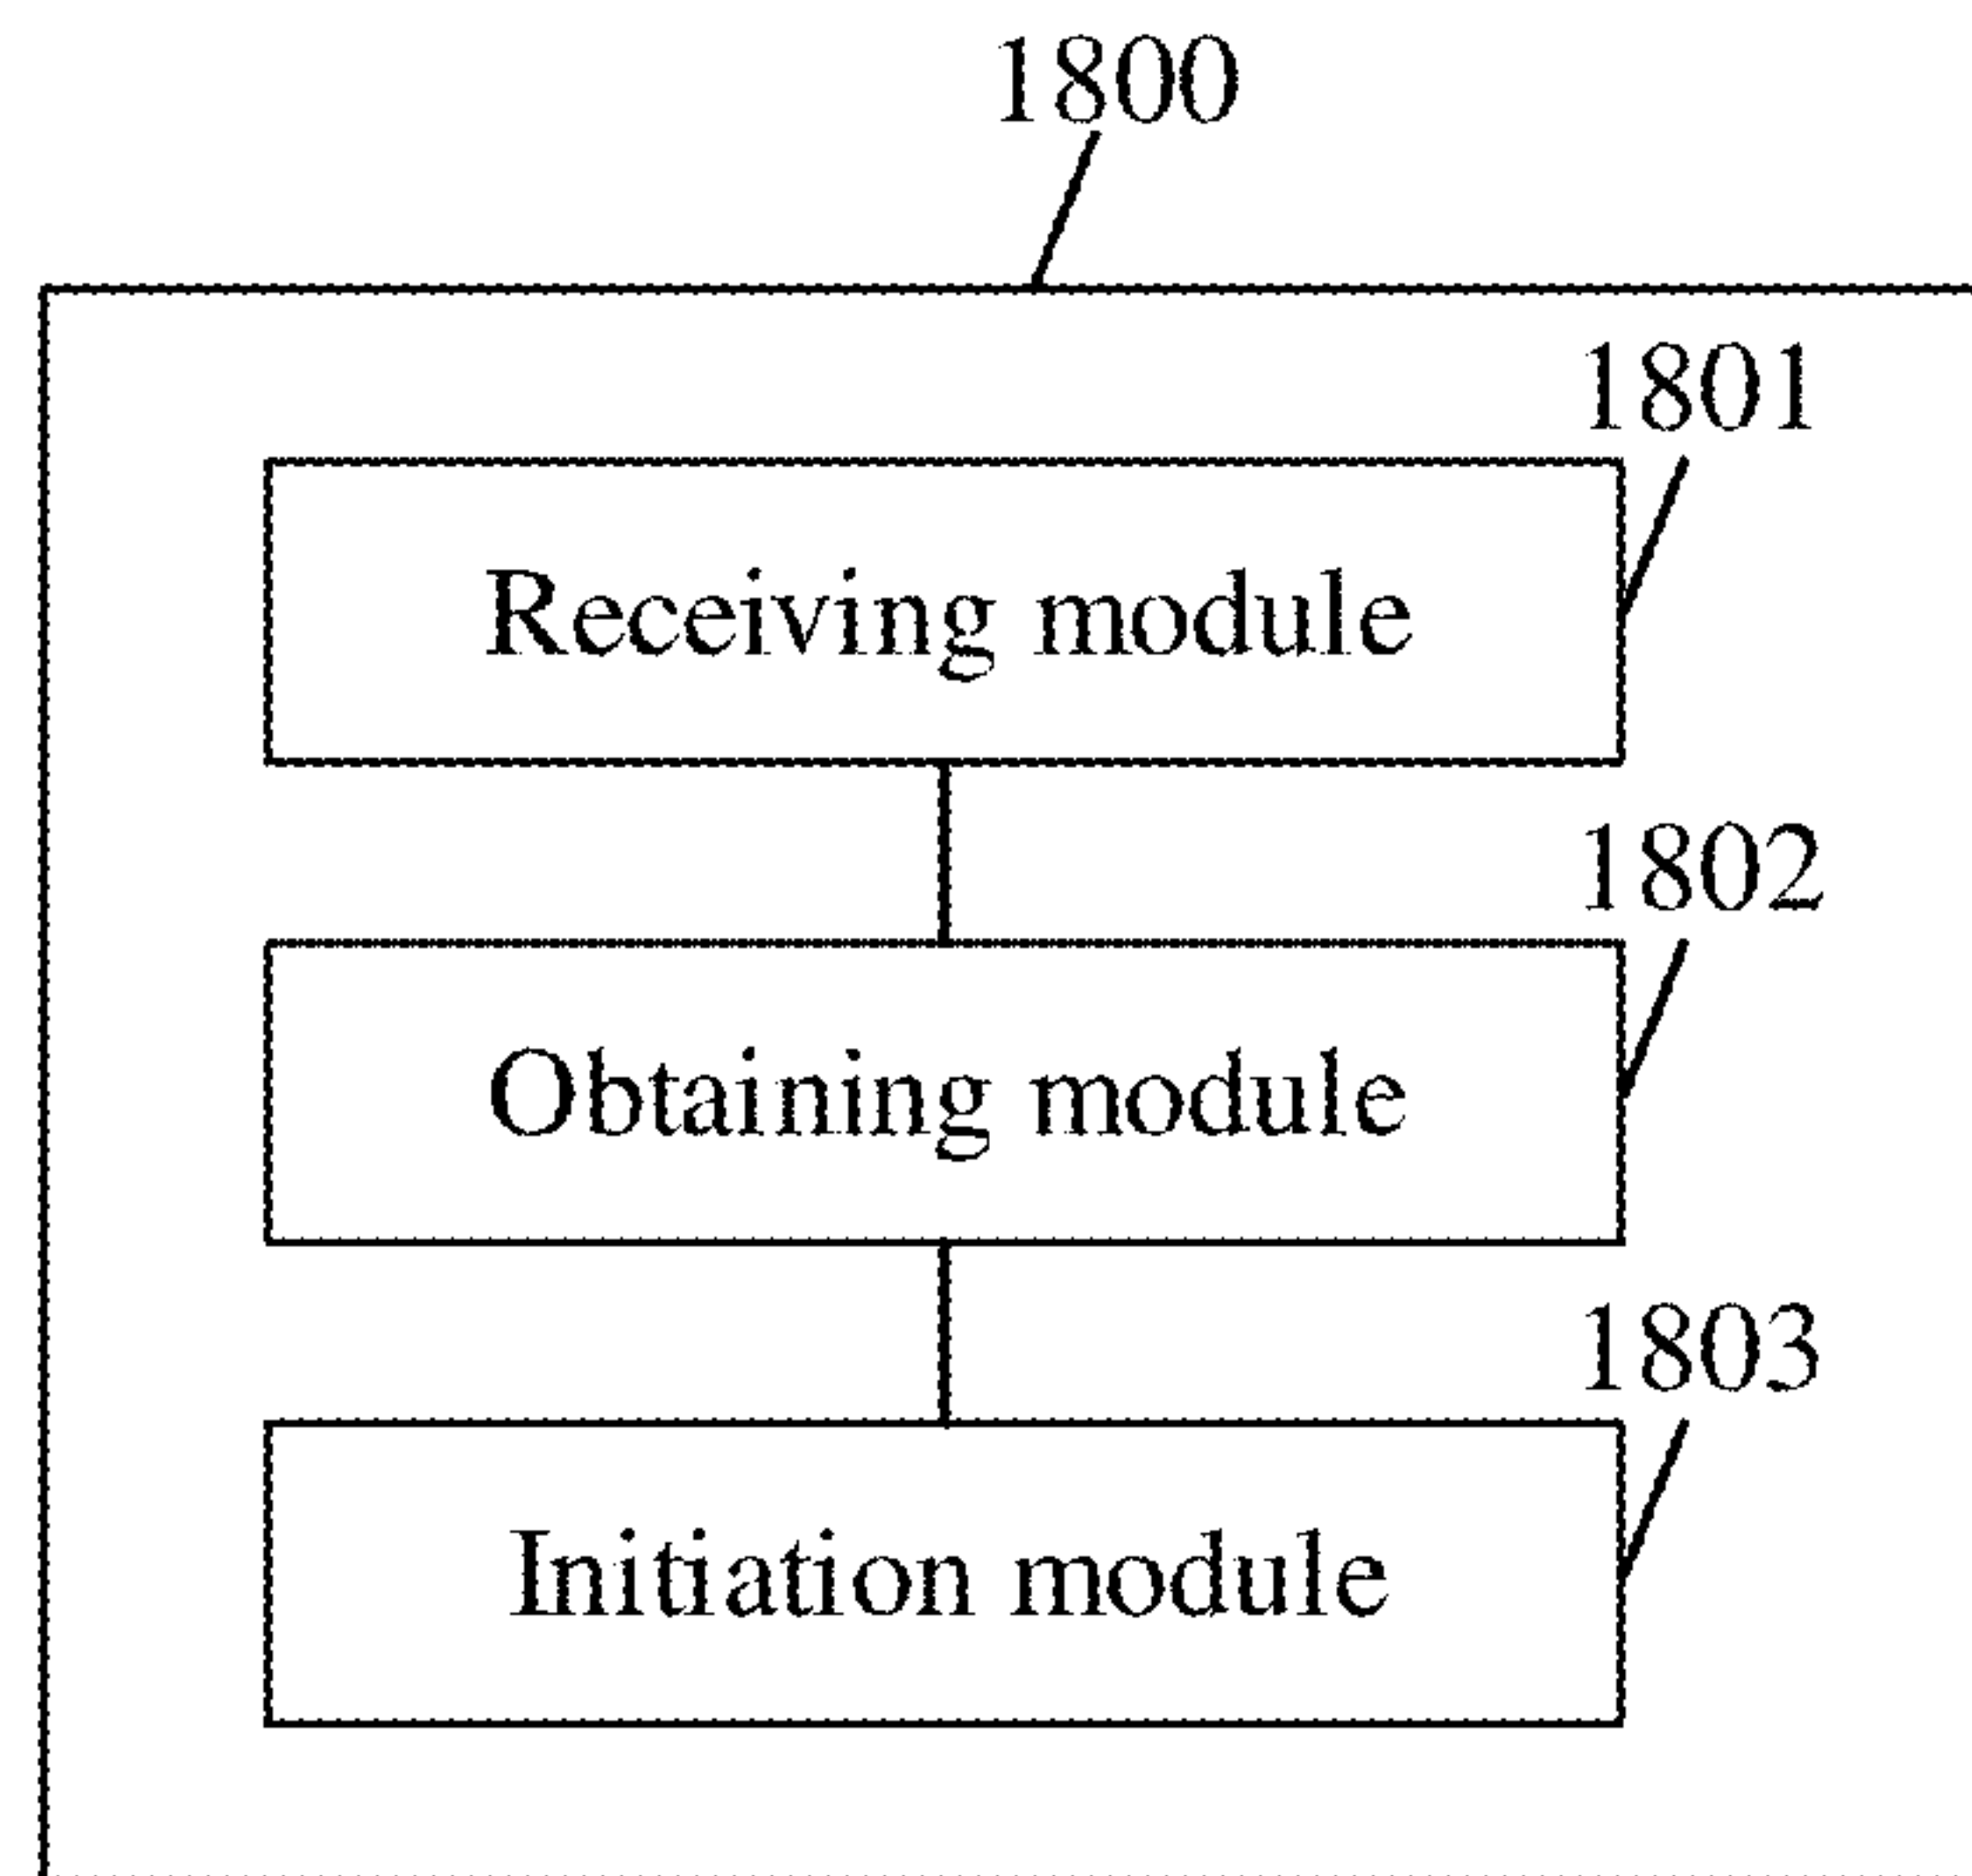 1800
1801
Receiving module
1802
Obtaining module
1803
Initiation module